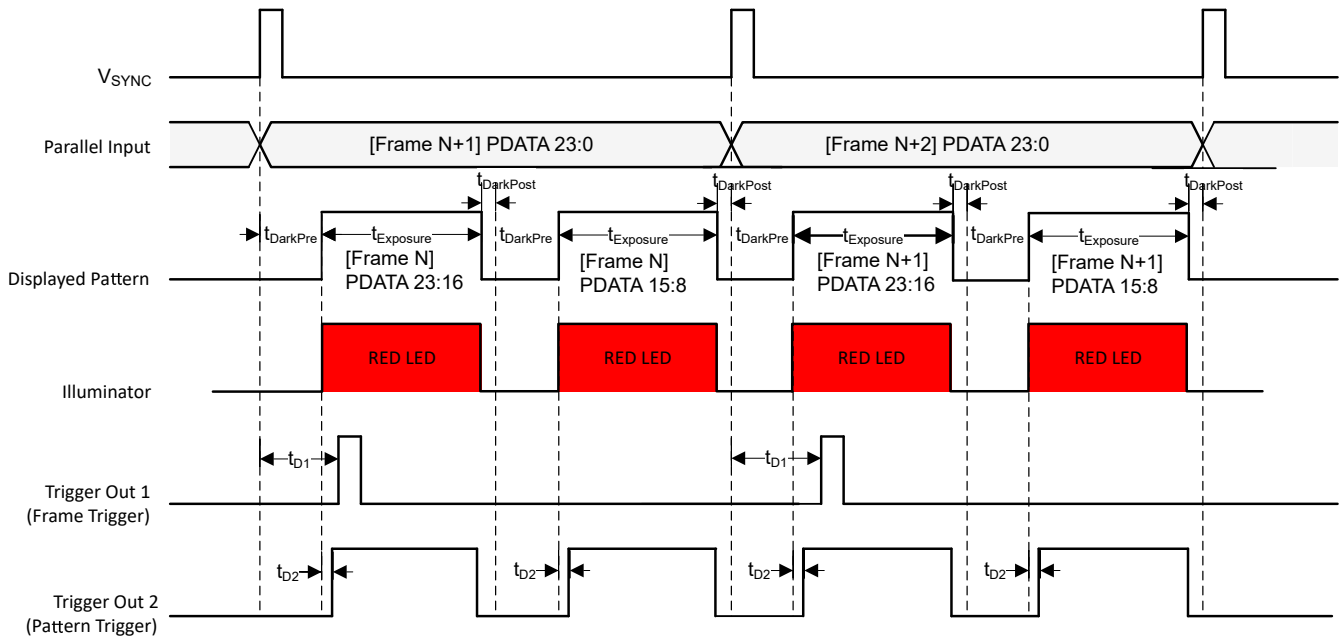 VSYNC
Parallel Input
[Frame N+1] PDATA 23:0
[Frame N+2] PDATA 23:0
tDarkPost
tDarkPost
tDarkPost
tDarkPost
tDarkPre
tExposure
tDarkPre
tExposure
tDarkPre
tExposure
tDarkPre
tExposure
Displayed Pattern
[Frame N]
PDATA 23:16
[Frame N]
PDATA 15:8
[Frame N+1]
PDATA 23:16
[Frame N+1]
PDATA 15:8
Illuminator
RED LED
RED LED
RED LED
RED LED
tD1
tD1
Trigger Out 1
(Frame Trigger)
tD2
tD2
tD2
tD2
Trigger Out 2
(Pattern Trigger)